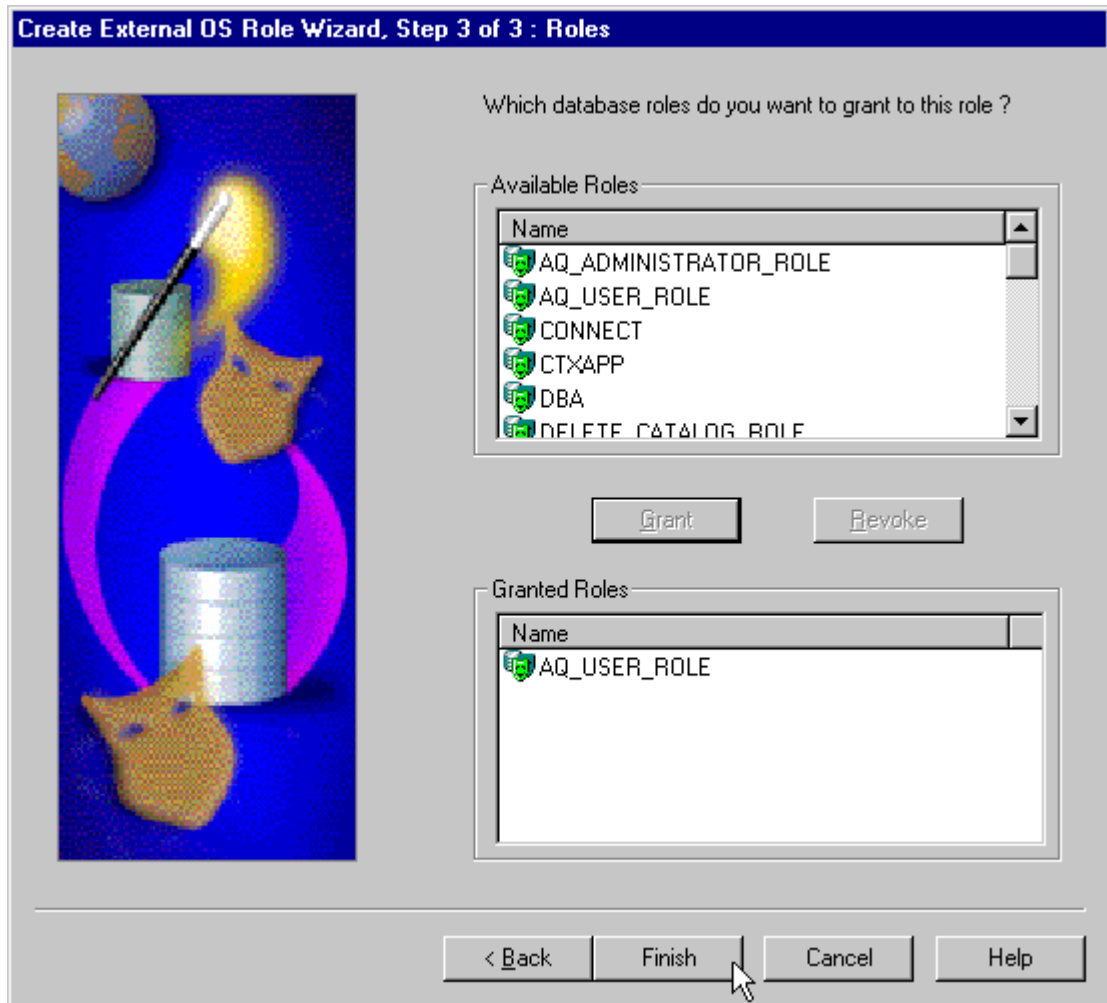 Create External OS Role Wizard, Step 3 of 3 : Roles
Which database roles do you want to grant to this role ?
Available Roles
Name
AQ_ADMINISTRATOR_ROLE
AQ_USER_ROLE
CONNECT
CTXAPP
DBA
DELETE_CATALOG_ROLE
Grant Revoke
Granted Roles
Name
AQ_USER_ROLE
< Back Finish Cancel Help